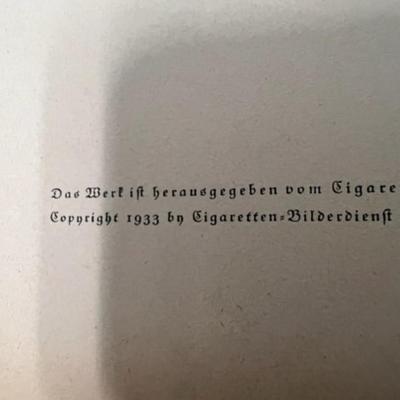 Das Werk iſt herausgegeben vom Cigare
Copyright 1933 by Cigaretten=Bilderdienſt